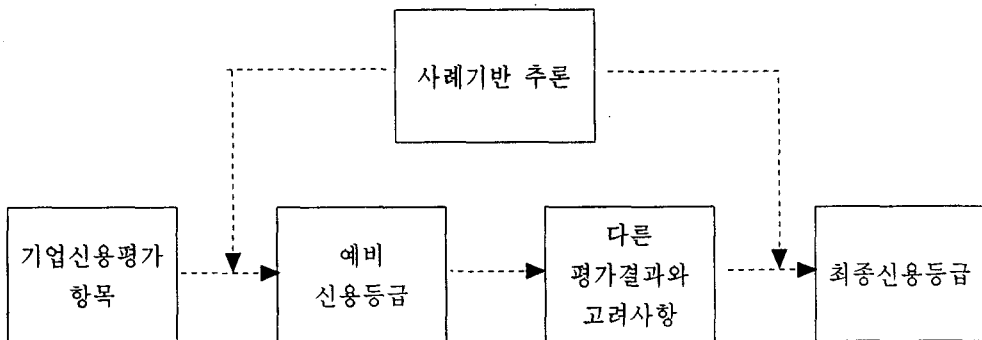 사례기반 추론
기업신용평가
항목
예비
신용등급
다른
평가결과와
고려사항
최종신용등급